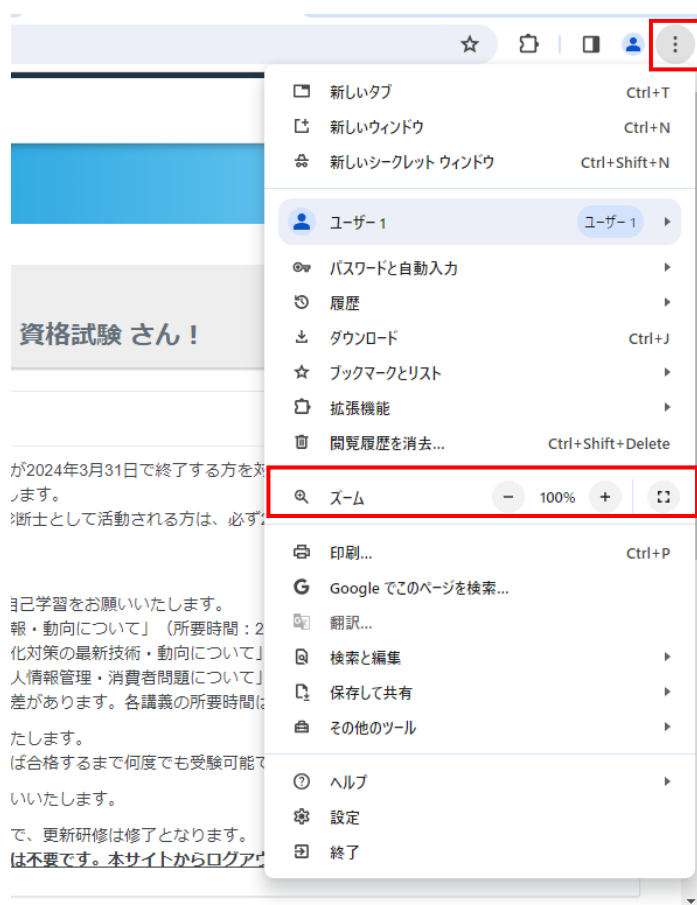 新しいタブ Ctrl+T
新しいウィンドウ Ctrl+N
新しいシークレット ウィンドウ Ctrl+Shift+N
ユーザー 1 ユーザー 1
パスワードと自動入力
履歴
ダウンロード Ctrl+J
ブックマークとリスト
拡張機能
閲覧履歴を消去... Ctrl+Shift+Delete
ズーム − 100% +
印刷... Ctrl+P
G Google でこのページを検索...
翻訳...
検索と編集
保存して共有
その他のツール
ヘルプ
設定
終了
資格試験 さん！
が2024年3月31日で終了する方を対
します。
断士として活動される方は、必ず
自己学習をお願いいたします。
報・動向について」（所要時間：2
化対策の最新技術・動向について」
人情報管理・消費者問題について」
差があります。各講義の所要時間は
たします。
ば合格するまで何度でも受験可能で
いいたします。
で、更新研修は修了となります。
は不要です。本サイトからログアウ